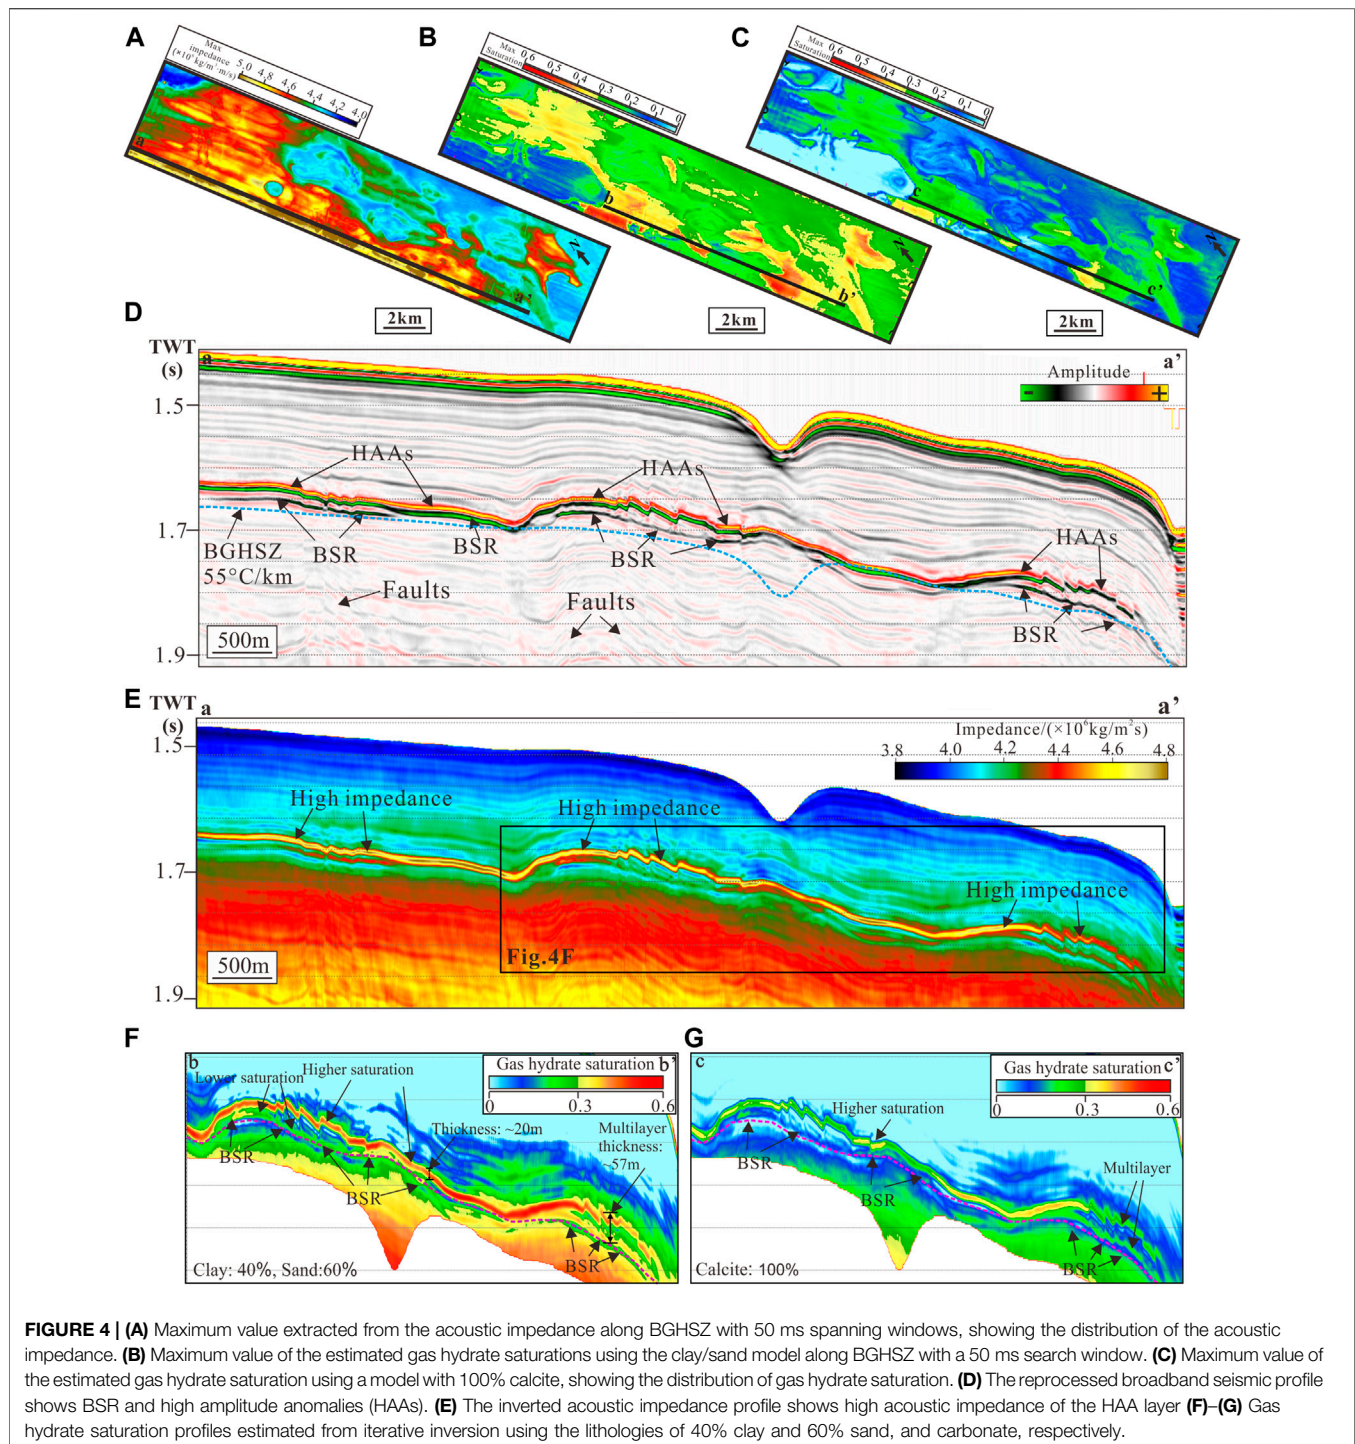 A
Max
impedance
(×10⁶kg/m³·m/s)
5.0
4.8
4.6
4.4
4.2
4.0
a
a'
2km
B
Max
Saturation
0.6
0.5
0.4
0.3
0.2
0.1
0
b
b'
N
2km
C
Max
Saturation
0.6
0.5
0.4
0.3
0.2
0.1
0
c
c'
N
2km
D
TWT
(s)
a
a'
Amplitude
- +
1.5
HAAs
HAAs
1.7
BGHSZ
55°C/km
BSR
BSR
BSR
HAAs
BSR
Faults
Faults
500m
1.9
E
TWT
(s)
a
a'
Impedance/(×10⁶kg/m²s)
3.8 4.0 4.2 4.4 4.6 4.8
1.5
High impedance
High impedance
1.7
High impedance
Fig.4F
500m
1.9
F
b
b'
Gas hydrate saturation
0 0.3 0.6
Lower saturation
Higher saturation
Thickness: ~20m
Multilayer
thickness:
~57m
BSR
BSR
BSR
Clay: 40%, Sand:60%
G
c
c'
Gas hydrate saturation
0 0.3 0.6
Higher saturation
Multilayer
BSR
BSR
BSR
Calcite: 100%
FIGURE 4 | (A) Maximum value extracted from the acoustic impedance along BGHSZ with 50 ms spanning windows, showing the distribution of the acoustic
impedance. (B) Maximum value of the estimated gas hydrate saturations using the clay/sand model along BGHSZ with a 50 ms search window. (C) Maximum value of
the estimated gas hydrate saturation using a model with 100% calcite, showing the distribution of gas hydrate saturation. (D) The reprocessed broadband seismic profile
shows BSR and high amplitude anomalies (HAAs). (E) The inverted acoustic impedance profile shows high acoustic impedance of the HAA layer (F)–(G) Gas
hydrate saturation profiles estimated from iterative inversion using the lithologies of 40% clay and 60% sand, and carbonate, respectively.